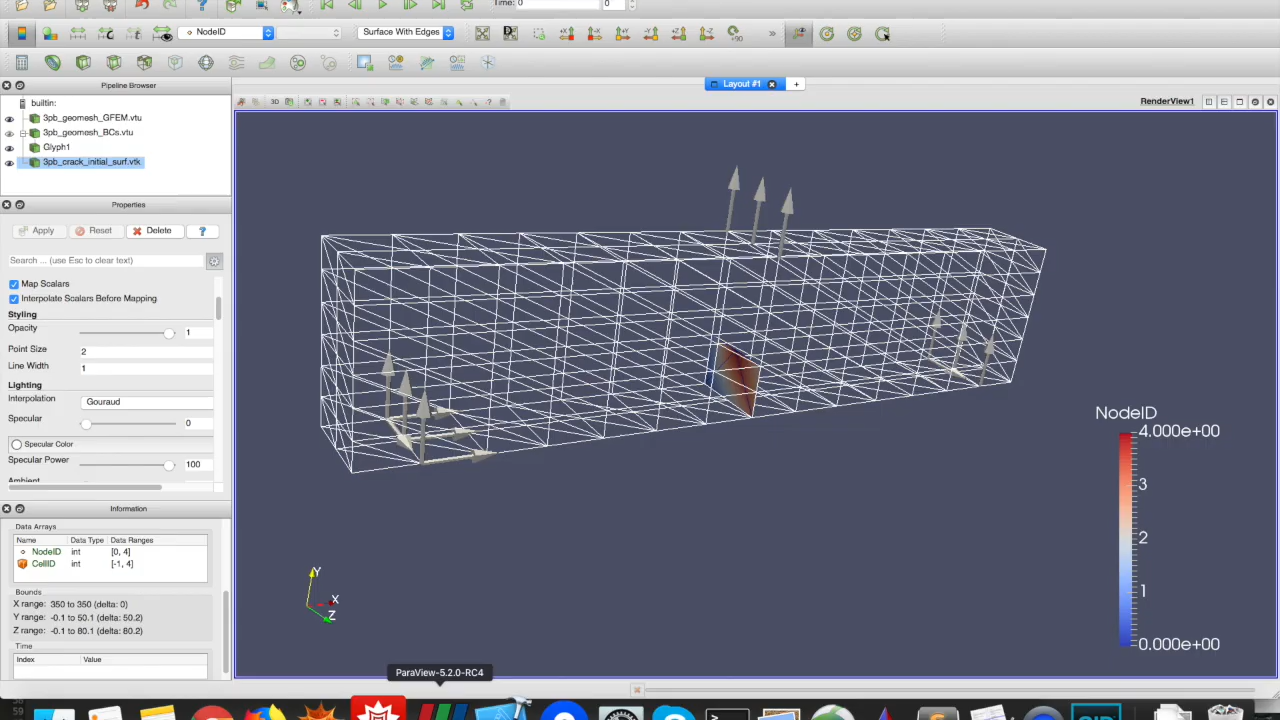 Time: 0
0
NodeID
Surface With Edges
D
+X
-X
+Y
-Y
+Z
-Z
-90
»
Layout #1
+
Pipeline Browser
3D
?
RenderView1
builtin:
3pb_geomesh_GFEM.vtu
3pb_geomesh_BCs.vtu
Glyph1
3pb_crack_initial_surf.vtk
Properties
Apply
Reset
Delete
?
Search ... (use Esc to clear text)
Map Scalars
Interpolate Scalars Before Mapping
Styling
Opacity
1
Point Size
2
Line Width
1
Lighting
Interpolation
Gouraud
Specular
0
Specular Color
Specular Power
100
Ambient
Information
Data Arrays
Name Data Type Data Ranges
NodeID int [0, 4]
CellID int [-1, 4]
Bounds
X range: 350 to 350 (delta: 0)
Y range: -0.1 to 50.1 (delta: 50.2)
Z range: -0.1 to 80.1 (delta: 80.2)
Time
Index Value
Y
X
Z
NodeID
4.000e+00
3
2
1
0.000e+00
ParaView-5.2.0-RC4
58
59